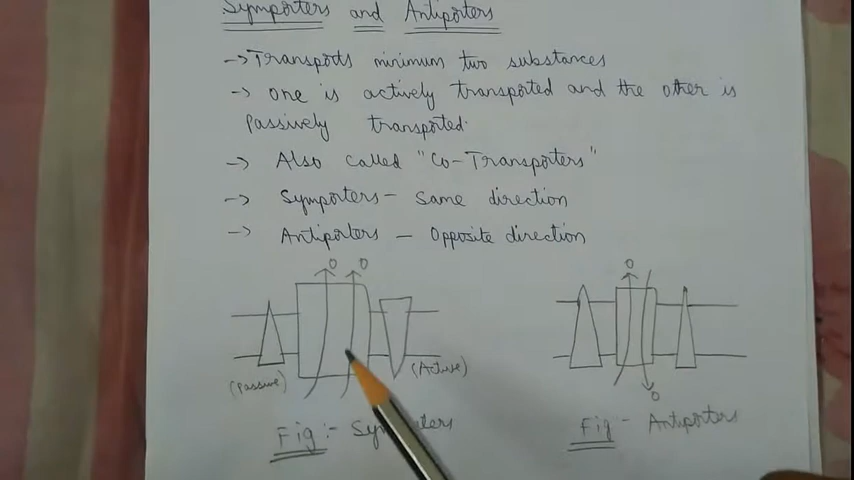 Symporters and Antiporters
-> Transports minimum two substances
-> One is actively transported and the other is
Passively transported.
-> Also called "Co-Transporters"
-> Symporters - Same direction
-> Antiporters - Opposite direction
(Passive) (Active)
Fig :-
Fig :- Antiporters